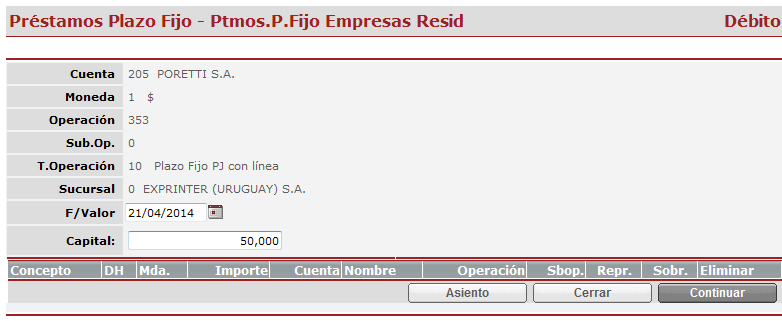 Préstamos Plazo Fijo - Ptmos.P.Fijo Empresas Resid Débito
Cuenta 205 PORETTI S.A.
Moneda 1 $
Operación 353
Sub.Op. 0
T.Operación 10 Plazo Fijo PJ con línea
Sucursal 0 EXPRINTER (URUGUAY) S.A.
F/Valor 21/04/2014
Capital: 50,000
Concepto DH Mda. Importe Cuenta Nombre Operación Sbop. Repr. Sobr. Eliminar
Asiento Cerrar Continuar